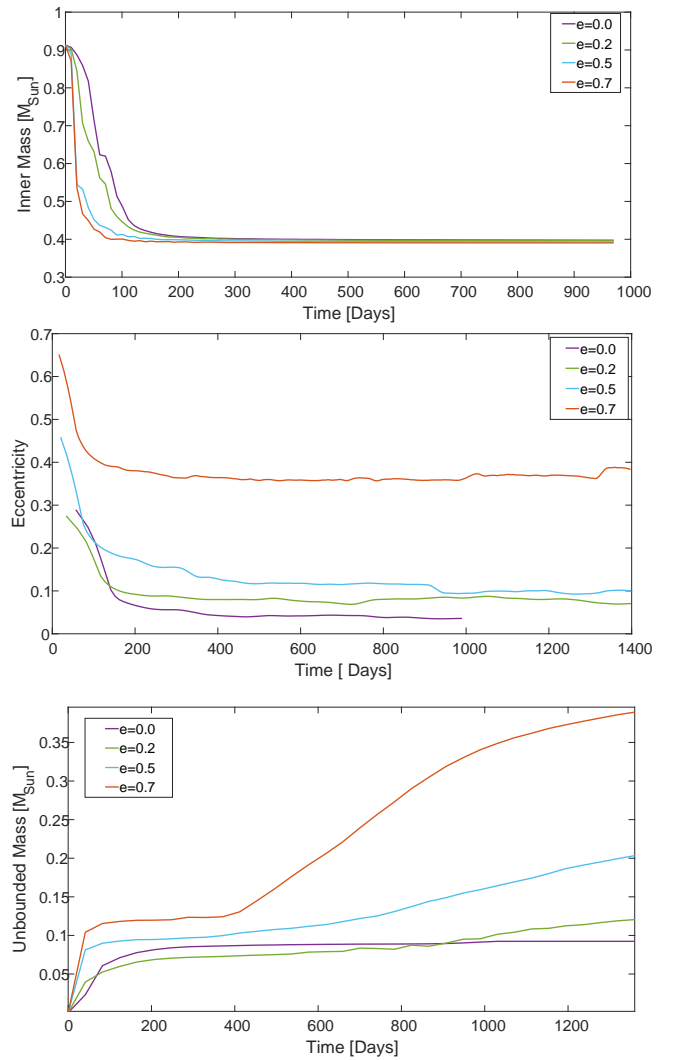 1
0.9
0.8
0.7
0.6
0.5
0.4
0.3
Inner Mass [M_Sun]
e=0.0
e=0.2
e=0.5
e=0.7
0 100 200 300 400 500 600 700 800 900 1000
Time [Days]
0.7
0.6
0.5
0.4
0.3
0.2
0.1
0
Eccentricity
e=0.0
e=0.2
e=0.5
e=0.7
0 200 400 600 800 1000 1200 1400
Time [ Days]
0.35
0.3
0.25
0.2
0.15
0.1
0.05
Unbounded Mass [M_Sun]
e=0.0
e=0.2
e=0.5
e=0.7
0 200 400 600 800 1000 1200
Time [Days]